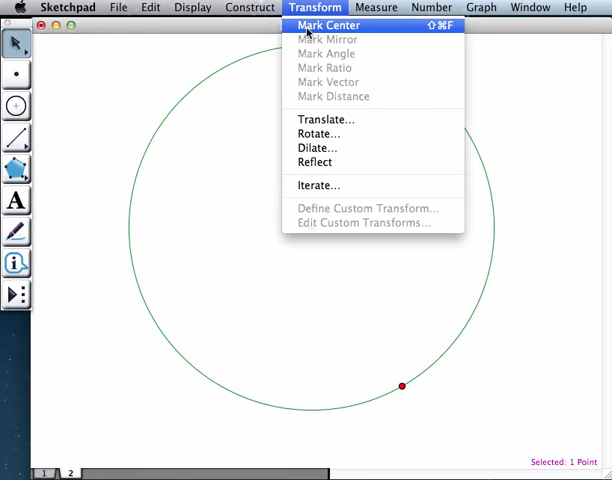 Sketchpad File Edit Display Construct Transform Measure Number Graph Window Help
Mark Center ⇧⌘F
Mark Mirror
Mark Angle
Mark Ratio
Mark Vector
Mark Distance
Translate...
Rotate...
Dilate...
Reflect
Iterate...
Define Custom Transform...
Edit Custom Transforms...
A
i
Selected: 1 Point
1 2